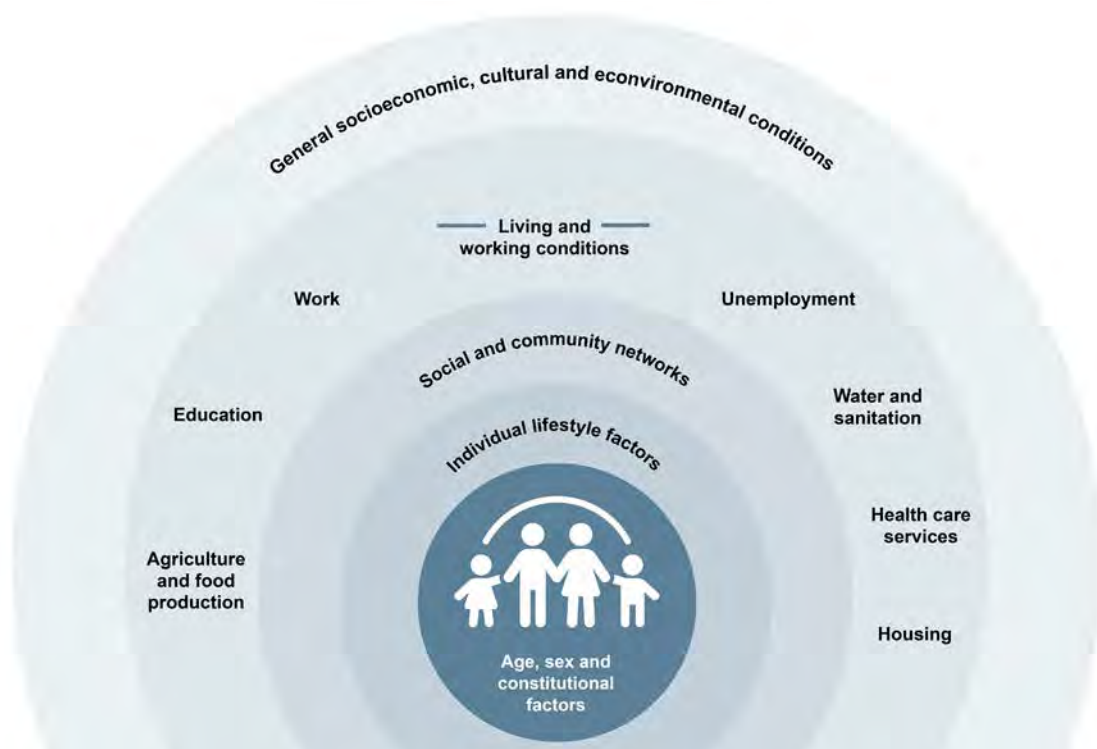 General socioeconomic, cultural and econvironmental conditions
Living and
working conditions
Work
Unemployment
Social and community networks
Education
Water and
sanitation
Individual lifestyle factors
Health care
services
Agriculture
and food
production
Housing
Age, sex and
constitutional
factors